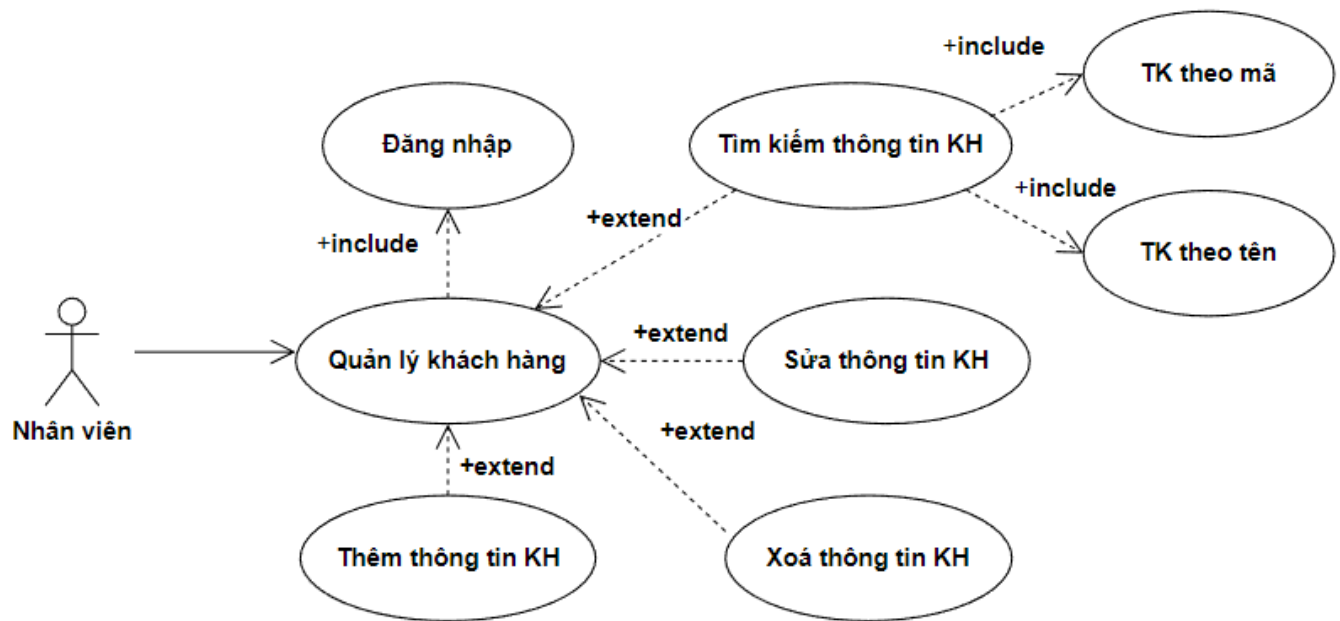 +include
TK theo mã
Đăng nhập
Tìm kiếm thông tin KH
+include
+extend
+include
TK theo tên
+extend
Quản lý khách hàng
Sửa thông tin KH
Nhân viên
+extend
+extend
Thêm thông tin KH
Xoá thông tin KH